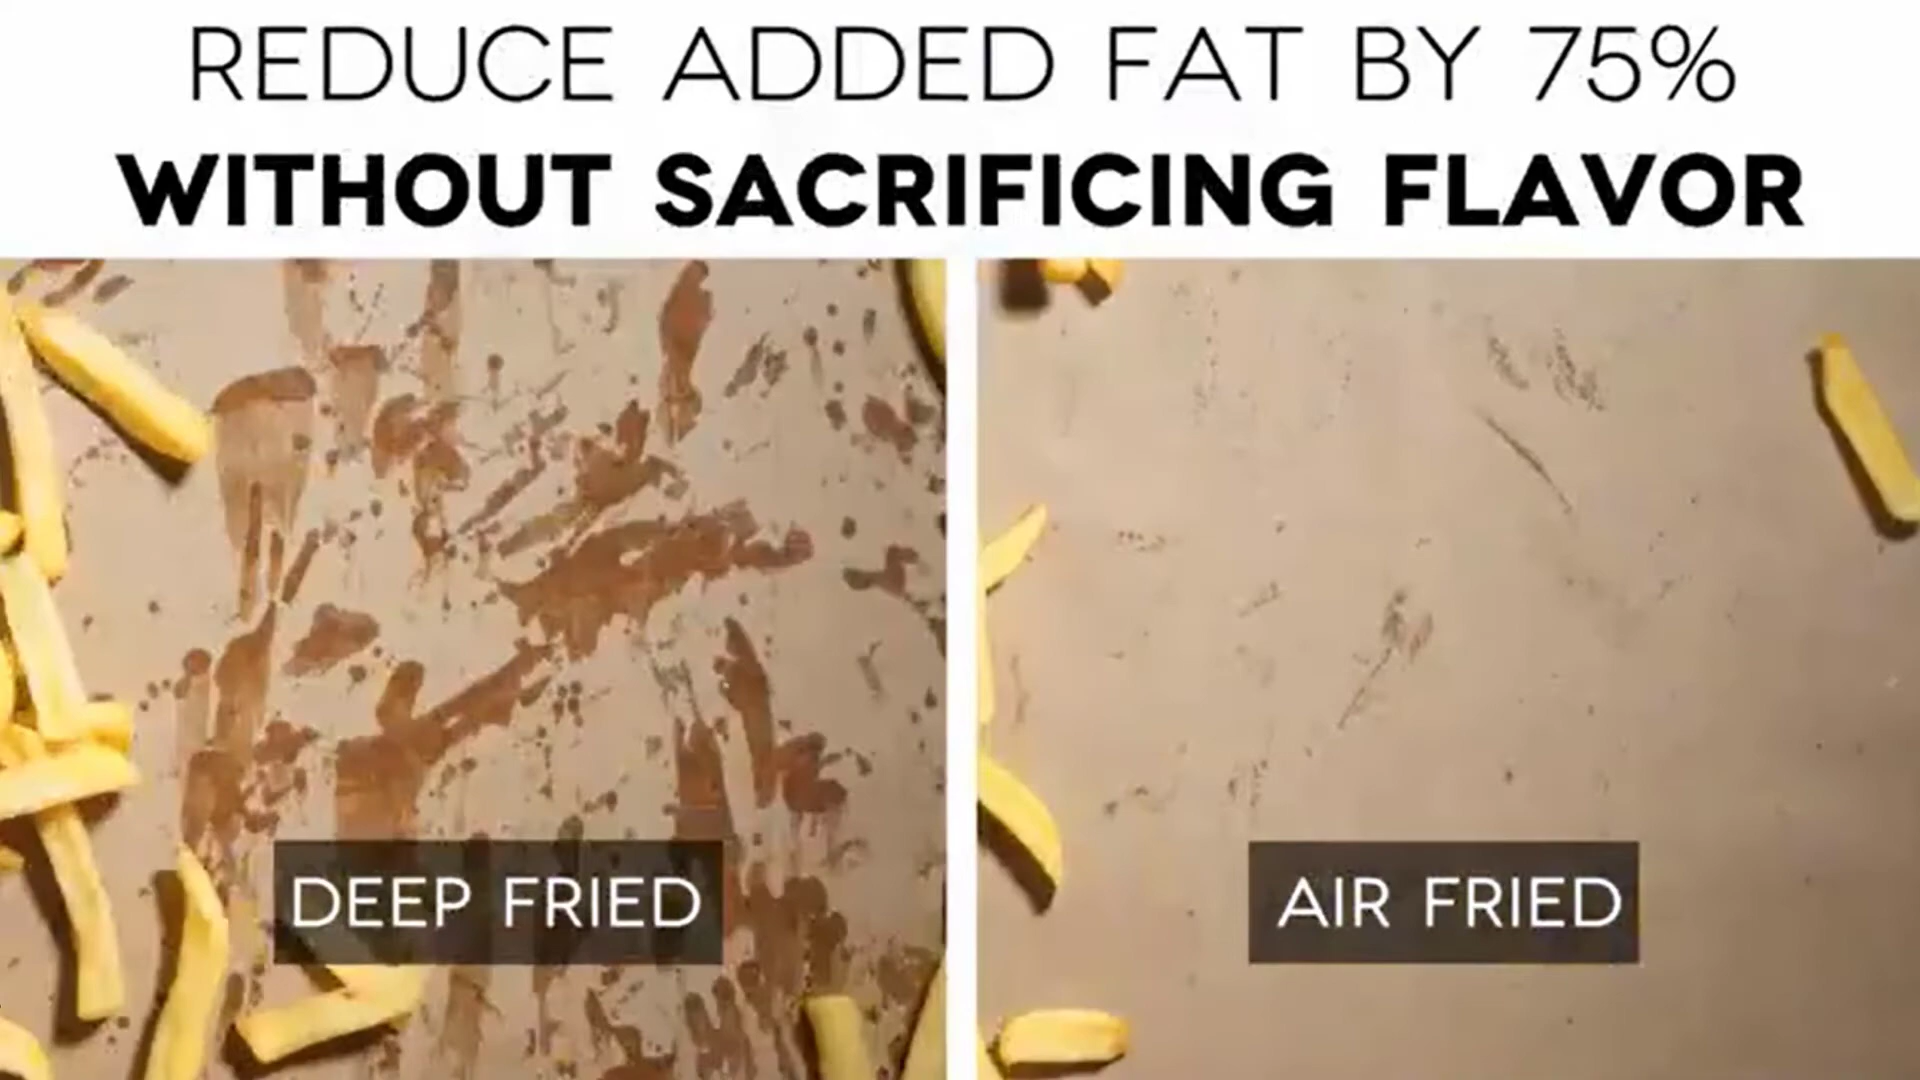 REDUCE ADDED FAT BY 75%
WITHOUT SACRIFICING FLAVOR
DEEP FRIED
AIR FRIED